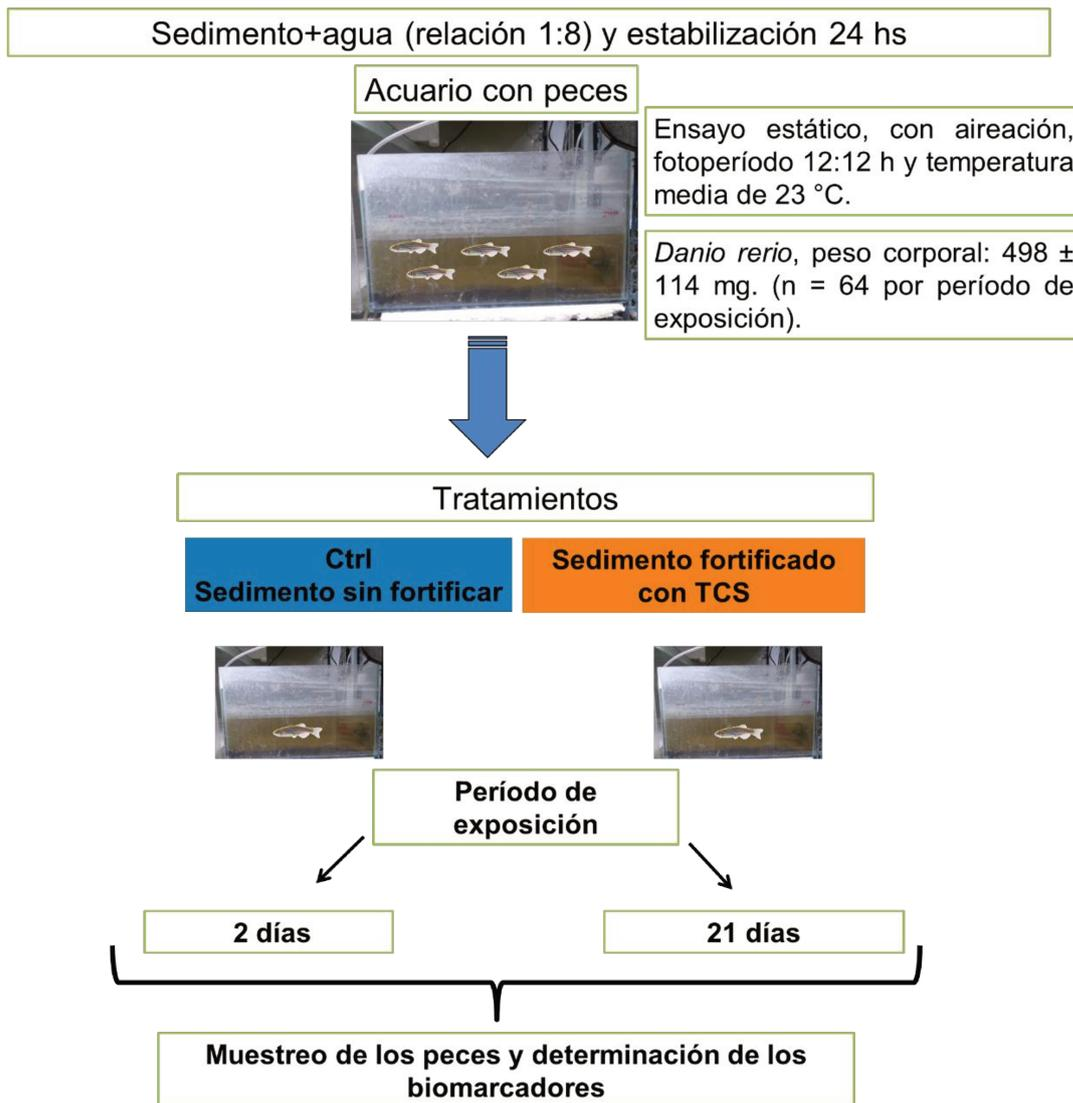 Sedimento+agua (relación 1:8) y estabilización 24 hs
Acuario con peces
Ensayo estático, con aireación,
fotoperíodo 12:12 h y temperatura
media de 23 °C.
Danio rerio, peso corporal: 498 ±
114 mg. (n = 64 por período de
exposición).
Tratamientos
Ctrl
Sedimento sin fortificar
Sedimento fortificado
con TCS
Período de
exposición
2 días
21 días
Muestreo de los peces y determinación de los
biomarcadores